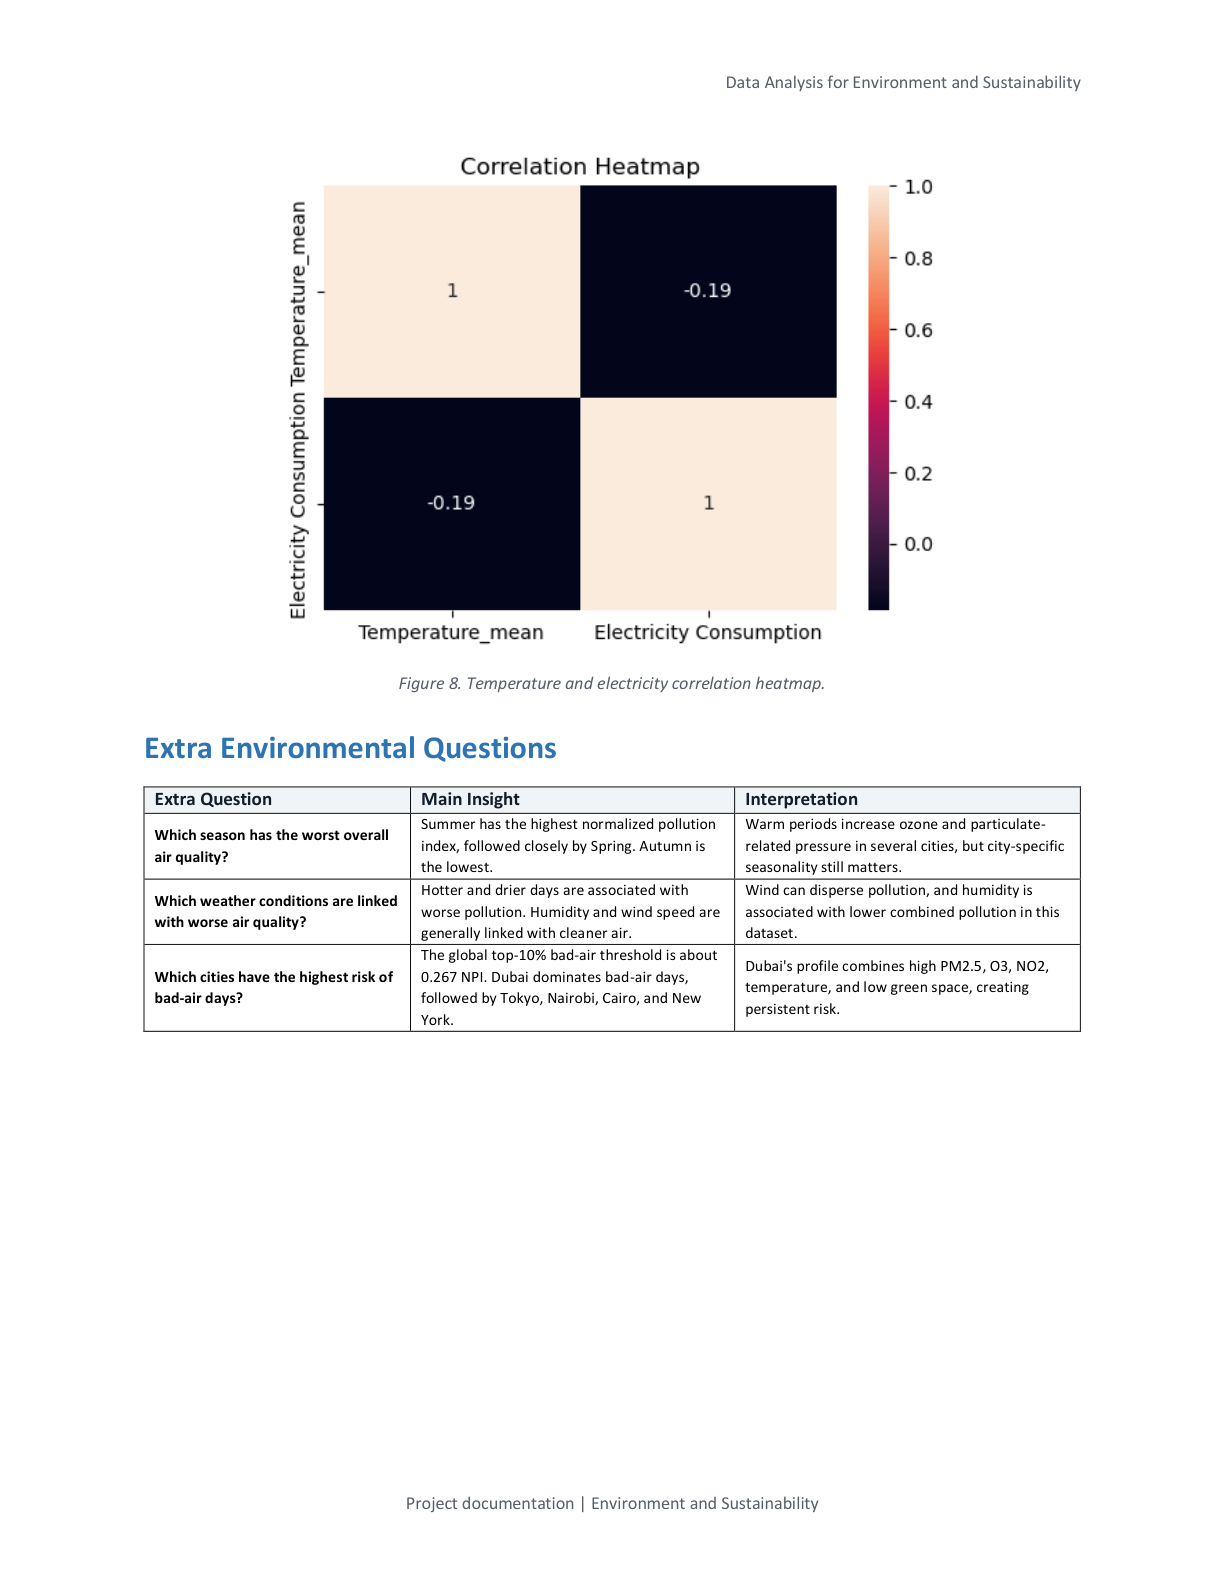 Data Analysis for Environment and Sustainability
Correlation Heatmap
Temperature_mean
Electricity Consumption
1
-0.19
-0.19
1
Temperature_mean
Electricity Consumption
1.0
0.8
0.6
0.4
0.2
0.0
Figure 8. Temperature and electricity correlation heatmap.
Extra Environmental Questions
Extra Question
Main Insight
Interpretation
Which season has the worst overall
air quality?
Summer has the highest normalized pollution
index, followed closely by Spring. Autumn is
the lowest.
Warm periods increase ozone and particulate-
related pressure in several cities, but city-specific
seasonality still matters.
Which weather conditions are linked
with worse air quality?
Hotter and drier days are associated with
worse pollution. Humidity and wind speed are
generally linked with cleaner air.
Wind can disperse pollution, and humidity is
associated with lower combined pollution in this
dataset.
Which cities have the highest risk of
bad-air days?
The global top-10% bad-air threshold is about
0.267 NPI. Dubai dominates bad-air days,
followed by Tokyo, Nairobi, Cairo, and New
York.
Dubai's profile combines high PM2.5, O3, NO2,
temperature, and low green space, creating
persistent risk.
Project documentation | Environment and Sustainability